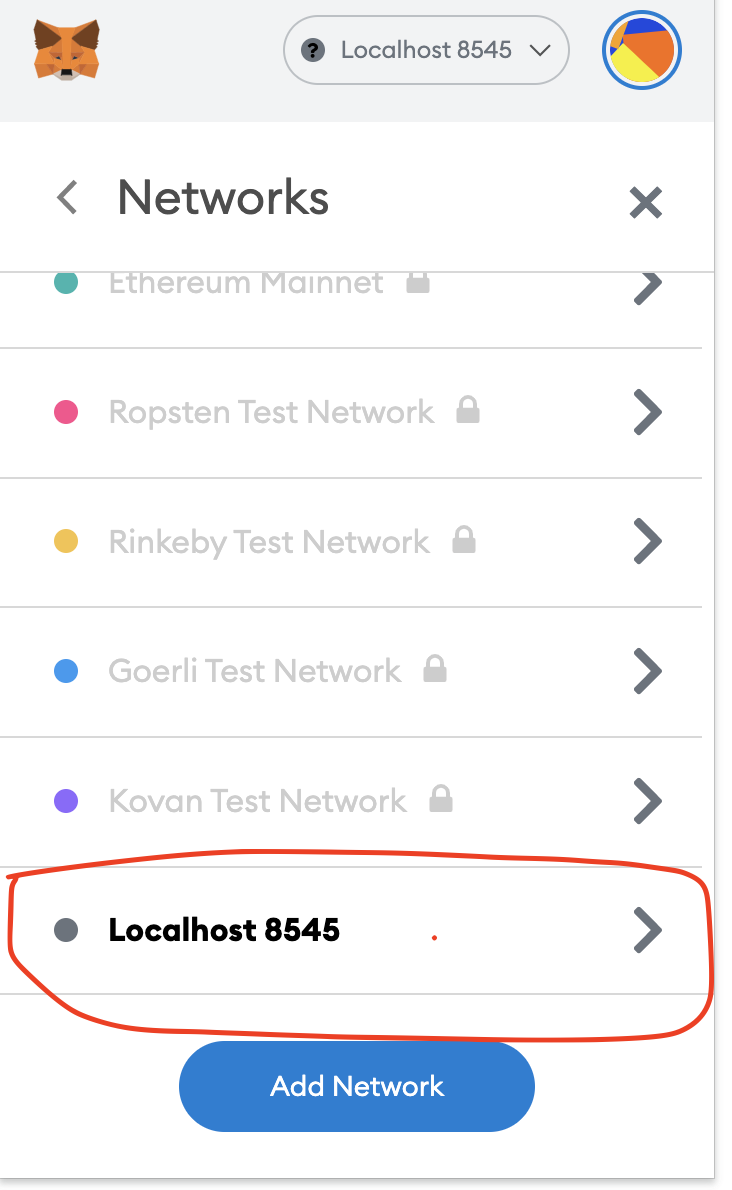 ? Localhost 8545
Networks
Ethereum Mainnet
Ropsten Test Network
Rinkeby Test Network
Goerli Test Network
Kovan Test Network
Localhost 8545
Add Network